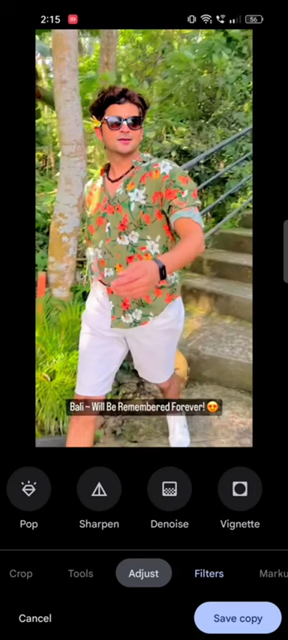 2:15
56
Bali – Will Be Remembered Forever! 😍
Pop
Sharpen
Denoise
Vignette
Crop
Tools
Adjust
Filters
Marku
Cancel
Save copy